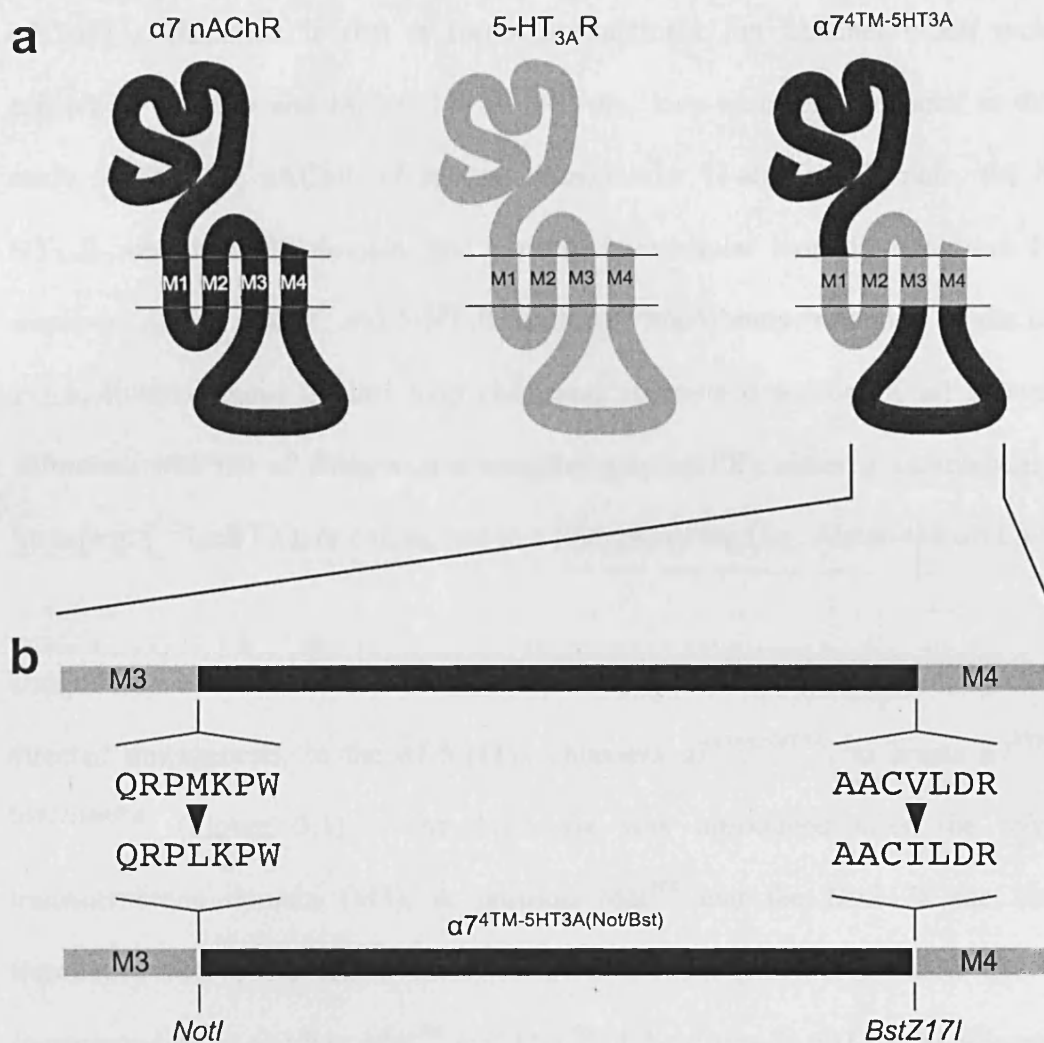 a
α7 nAChR 5-HT3AR α7^4TM-5HT3A
M1 M2 M3 M4 M1 M2 M3 M4 M1 M2 M3 M4
b
M3 M4
QRPMKPW AACVLDR
QRPLKPW AACILDR
α7^4TM-5HT3A(Not/Bst)
M3 M4
NotI BstZ17I